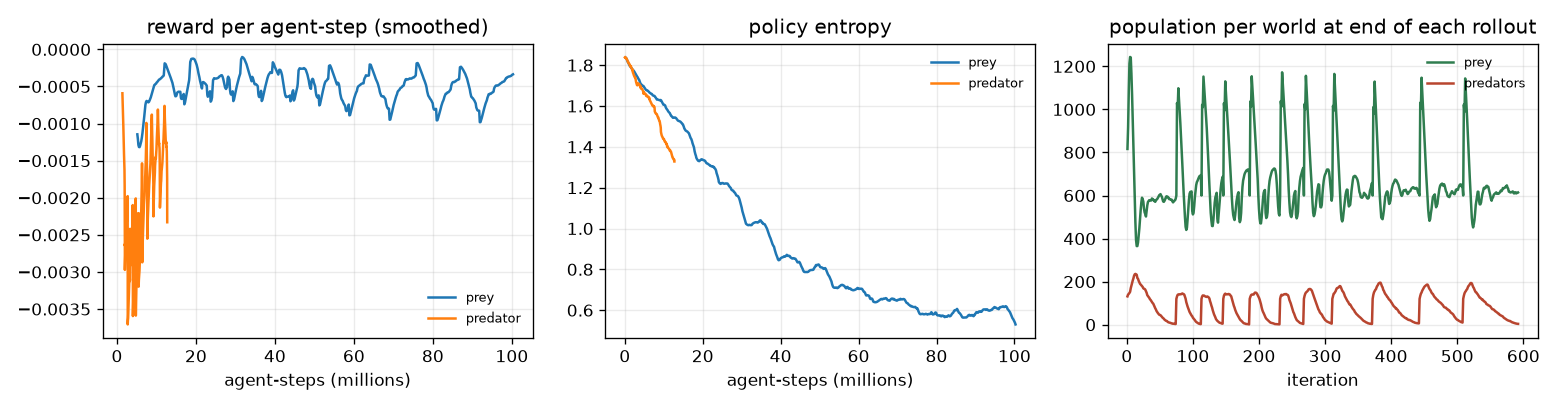 reward per agent-step (smoothed)
0.0000
−0.0005
−0.0010
−0.0015
−0.0020
−0.0025
−0.0030
−0.0035
prey
predator
0 20 40 60 80 100
agent-steps (millions)
policy entropy
1.8
1.6
1.4
1.2
1.0
0.8
0.6
prey
predator
0 20 40 60 80 100
agent-steps (millions)
population per world at end of each rollout
1200
1000
800
600
400
200
0
prey
predators
0 100 200 300 400 500 600
iteration